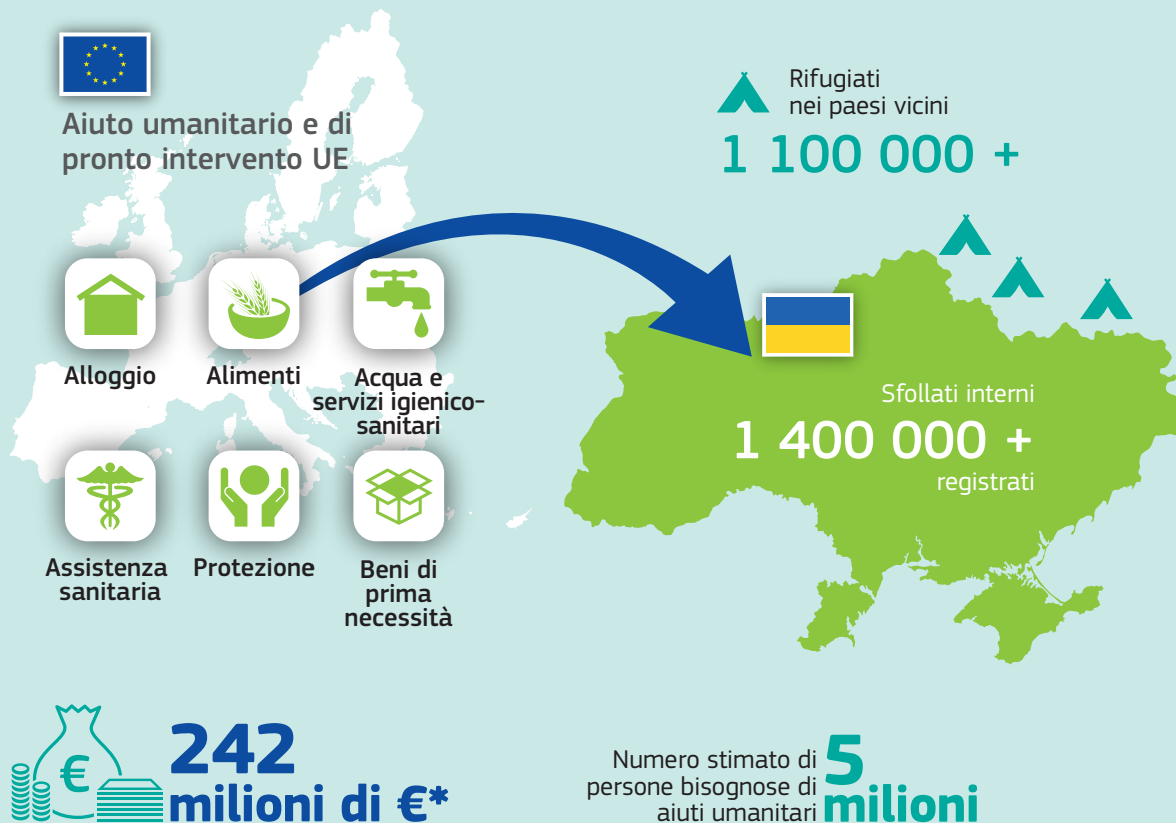 Aiuto umanitario e di
pronto intervento UE
Rifugiati
nei paesi vicini
1 100 000 +
Alloggio
Alimenti
Acqua e
servizi igienico-
sanitari
Assistenza
sanitaria
Protezione
Beni di
prima
necessità
Sfollati interni
1 400 000 +
registrati
€
242
milioni di €*
Numero stimato di
persone bisognose di
aiuti umanitari
5
milioni